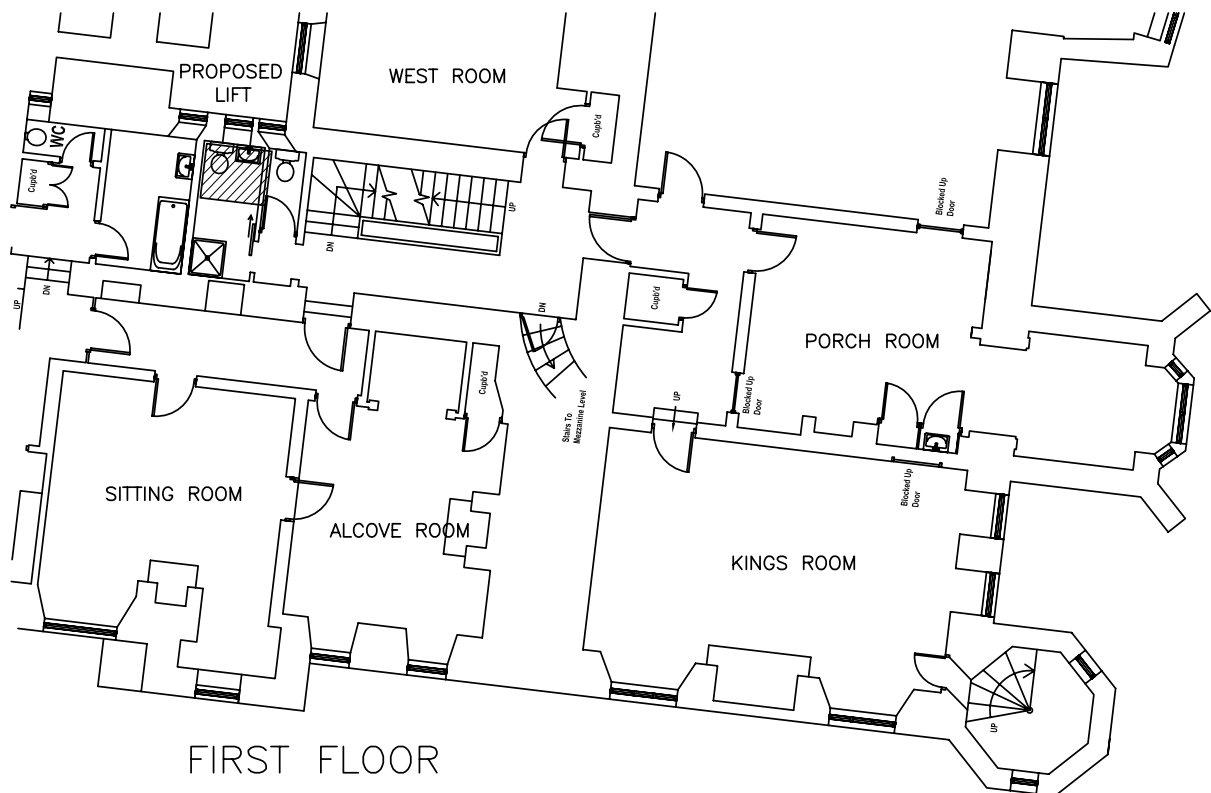 PROPOSED
LIFT
WEST ROOM
Cupb'd
WC
Cupb'd
UP
DN
Blocked Up
Door
DN
UP
Cupb'd
DN
PORCH ROOM
Cupb'd
Stairs To
Mezzanine Level
UP
Blocked Up
Door
Blocked Up
Door
SITTING ROOM
ALCOVE ROOM
KINGS ROOM
UP
FIRST FLOOR